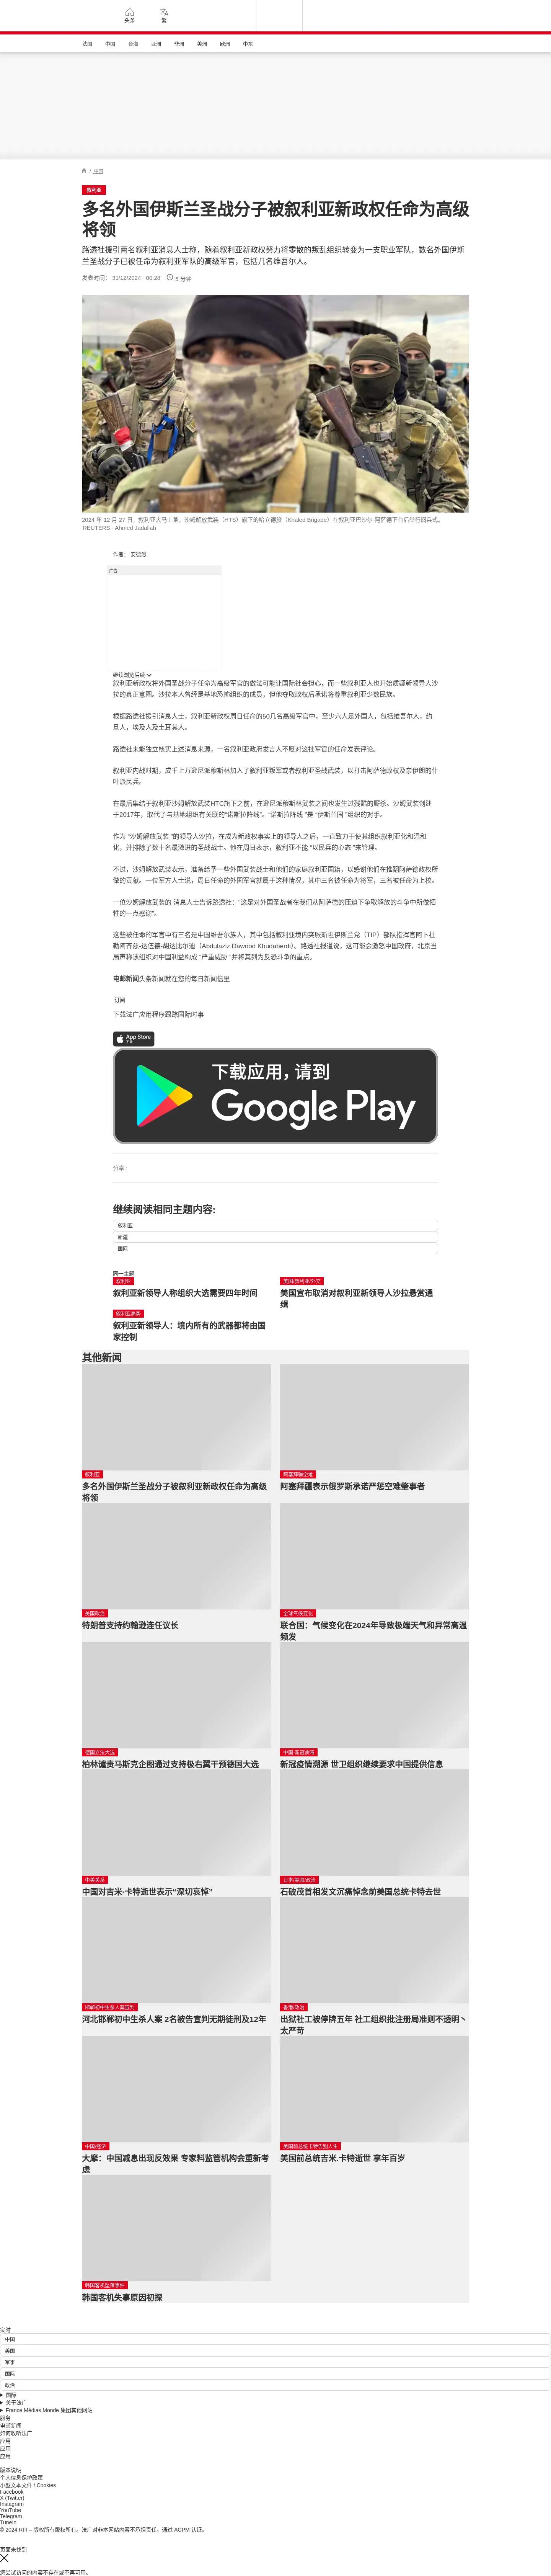 头条
繁
法国
中国
台海
亚洲
非洲
美洲
欧洲
中东
/ 中国
叙利亚
多名外国伊斯兰圣战分子被叙利亚新政权任命为高级
将领
路透社援引两名叙利亚消息人士称，随着叙利亚新政权努力将零散的叛乱组织转变为一支职业军队，数名外国伊斯
兰圣战分子已被任命为叙利亚军队的高级军官，包括几名维吾尔人。
发表时间： 31/12/2024 - 00:28
5 分钟
2024 年 12 月 27 日，叙利亚大马士革，沙姆解放武装（HTS）旗下的哈立德旅（Khaled Brigade）在叙利亚巴沙尔·阿萨德下台后举行阅兵式。
REUTERS - Ahmed Jadallah
作者： 安德烈
广告
继续浏览后续
叙利亚新政权将外国圣战分子任命为高级军官的做法可能让国际社会担心，而一些叙利亚人也开始质疑新领导人沙
拉的真正意图。沙拉本人曾经是基地恐怖组织的成员，但他夺取政权后承诺将尊重叙利亚少数民族。
根据路透社援引消息人士，叙利亚新政权周日任命的50几名高级军官中，至少六人是外国人，包括维吾尔人，约
旦人，埃及人及土耳其人。
路透社未能独立核实上述消息来源，一名叙利亚政府发言人不愿对这批军官的任命发表评论。
叙利亚内战时期，成千上万逊尼派穆斯林加入了叙利亚叛军或者叙利亚圣战武装，以打击阿萨德政权及亲伊朗的什
叶派民兵。
在最后集结于叙利亚沙姆解放武装HTC旗下之前，在逊尼派穆斯林武装之间也发生过残酷的厮杀。沙姆武装创建
于2017年，取代了与基地组织有关联的“诺斯拉阵线”。“诺斯拉阵线 ”是 “伊斯兰国 ”组织的对手。
作为 “沙姆解放武装 ”的领导人沙拉，在成为新政权事实上的领导人之后，一直致力于使其组织叙利亚化和温和
化，并排除了数十名最激进的圣战战士。他在周日表示，叙利亚不能 “以民兵的心态 ”来管理。
不过，沙姆解放武装表示，准备给予一些外国武装战士和他们的家庭叙利亚国籍，以感谢他们在推翻阿萨德政权所
做的贡献。一位军方人士说，周日任命的外国军官就属于这种情况，其中三名被任命为将军，三名被任命为上校。
一位沙姆解放武装的 消息人士告诉路透社：“这是对外国圣战者在我们从阿萨德的压迫下争取解放的斗争中所做牺
牲的一点感谢”。
这些被任命的军官中有三名是中国维吾尔族人，其中包括叙利亚境内突厥斯坦伊斯兰党（TIP）部队指挥官阿卜杜
勒阿齐兹-达伍德-胡达比尔迪（Abdulaziz Dawood Khudaberdi）。路透社报道说，这可能会激怒中国政府，北京当
局声称该组织对中国利益构成 “严重威胁 ”并将其列为反恐斗争的重点。
电邮新闻头条新闻就在您的每日新闻信里
订阅
下载法广应用程序跟踪国际时事
App Store
下载
下载应用，请到
Google Play
分享 :
继续阅读相同主题内容:
叙利亚
新疆
国际
同一主题
叙利亚
叙利亚新领导人称组织大选需要四年时间
美国/叙利亚/外交
美国宣布取消对叙利亚新领导人沙拉悬赏通
缉
叙利亚局势
叙利亚新领导人：境内所有的武器都将由国
家控制
其他新闻
叙利亚
多名外国伊斯兰圣战分子被叙利亚新政权任命为高级
将领
阿塞拜疆空难
阿塞拜疆表示俄罗斯承诺严惩空难肇事者
美国政治
特朗普支持约翰逊连任议长
全球气候变化
联合国：气候变化在2024年导致极端天气和异常高温
频发
德国立法大选
柏林谴责马斯克企图通过支持极右翼干预德国大选
中国·新冠病毒
新冠疫情溯源 世卫组织继续要求中国提供信息
中美关系
中国对吉米·卡特逝世表示“深切哀悼”
日本/美国/政治
石破茂首相发文沉痛悼念前美国总统卡特去世
邯郸初中生杀人案宣判
河北邯郸初中生杀人案 2名被告宣判无期徒刑及12年
香港/政治
出狱社工被停牌五年 社工组织批注册局准则不透明丶
太严苛
中国/经济
大摩：中国减息出现反效果 专家料监管机构会重新考
虑
美国前总统卡特告别人生
美国前总统吉米.卡特逝世 享年百岁
韩国客机坠落事件
韩国客机失事原因初探
实时
中国
美国
军事
国际
政治
国际
关于法广
France Médias Monde 集团其他网站
服务
电邮新闻
如何收听法广
应用
应用
应用
版本说明
个人信息保护政策
小型文本文件 / Cookies
Facebook
X (Twitter)
Instagram
YouTube
Telegram
TuneIn
© 2024 RFI – 版权所有版权所有。法广对非本网站内容不承担责任。通过 ACPM 认证。
页面未找到
您尝试访问的内容不存在或不再可用。